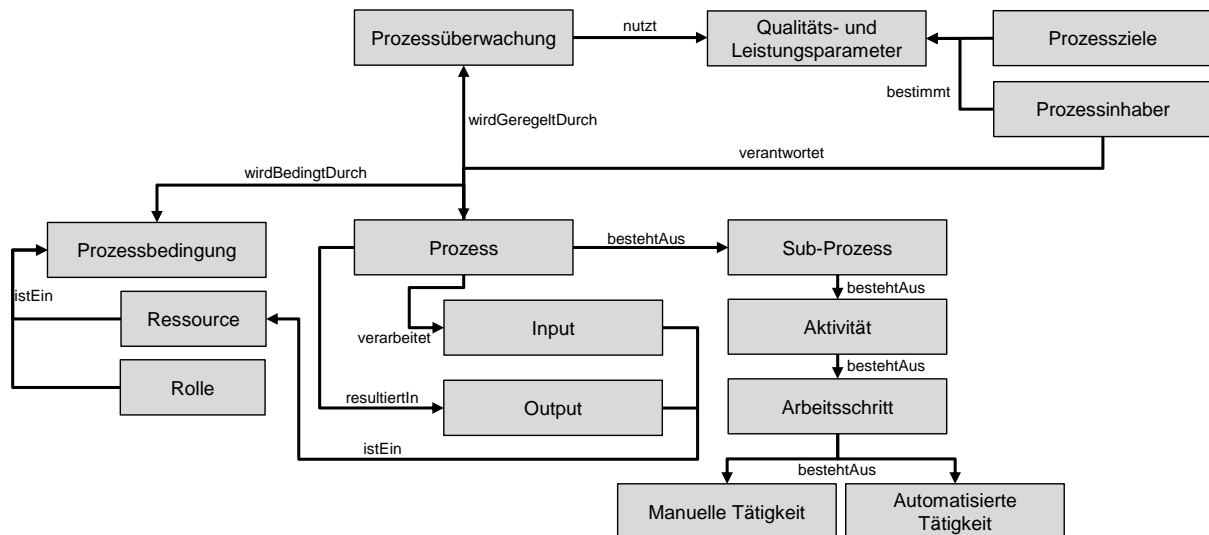 Prozessüberwachung
nutzt
Qualitäts- und
Leistungsparameter
Prozessziele
bestimmt
Prozessinhaber
wirdGeregeltDurch
verantwortet
wirdBedingtDurch
Prozessbedingung
Prozess
bestehtAus
Sub-Prozess
istEin
bestehtAus
Ressource
verarbeitet
Input
Aktivität
bestehtAus
Rolle
resultiertIn
Output
Arbeitsschritt
istEin
bestehtAus
Manuelle Tätigkeit
Automatisierte
Tätigkeit